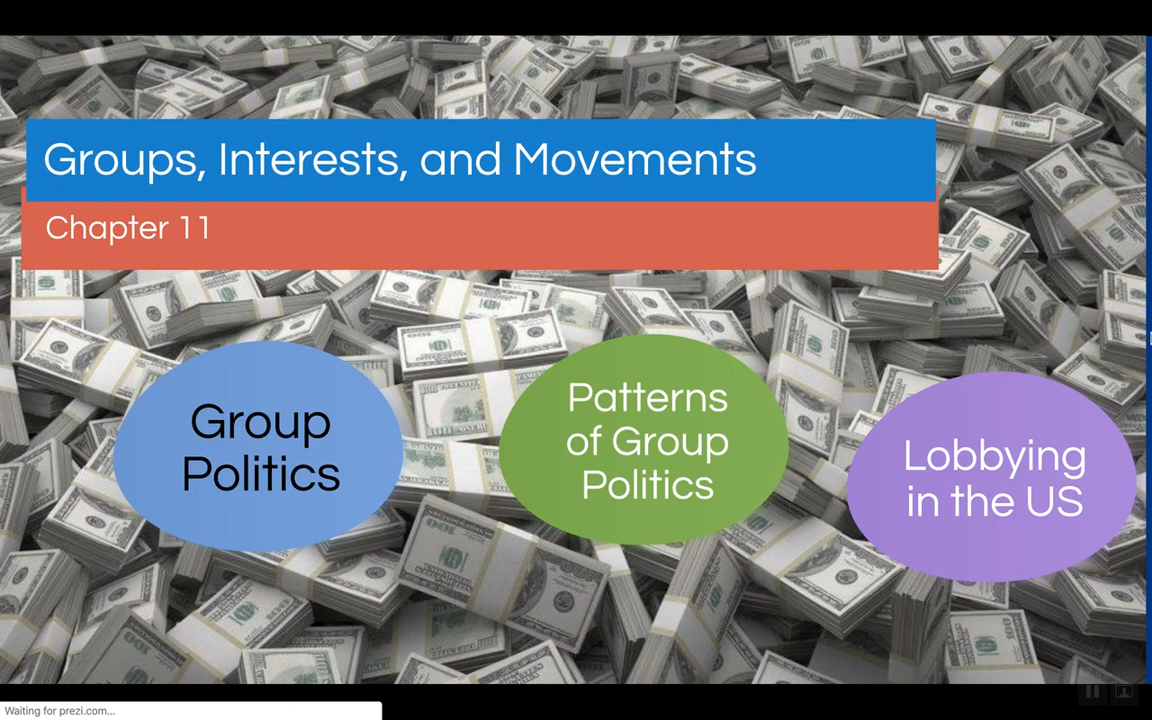 Groups, Interests, and Movements
Chapter 11
Group
Politics
Patterns
of Group
Politics
Lobbying
in the US
Waiting for prezi.com...